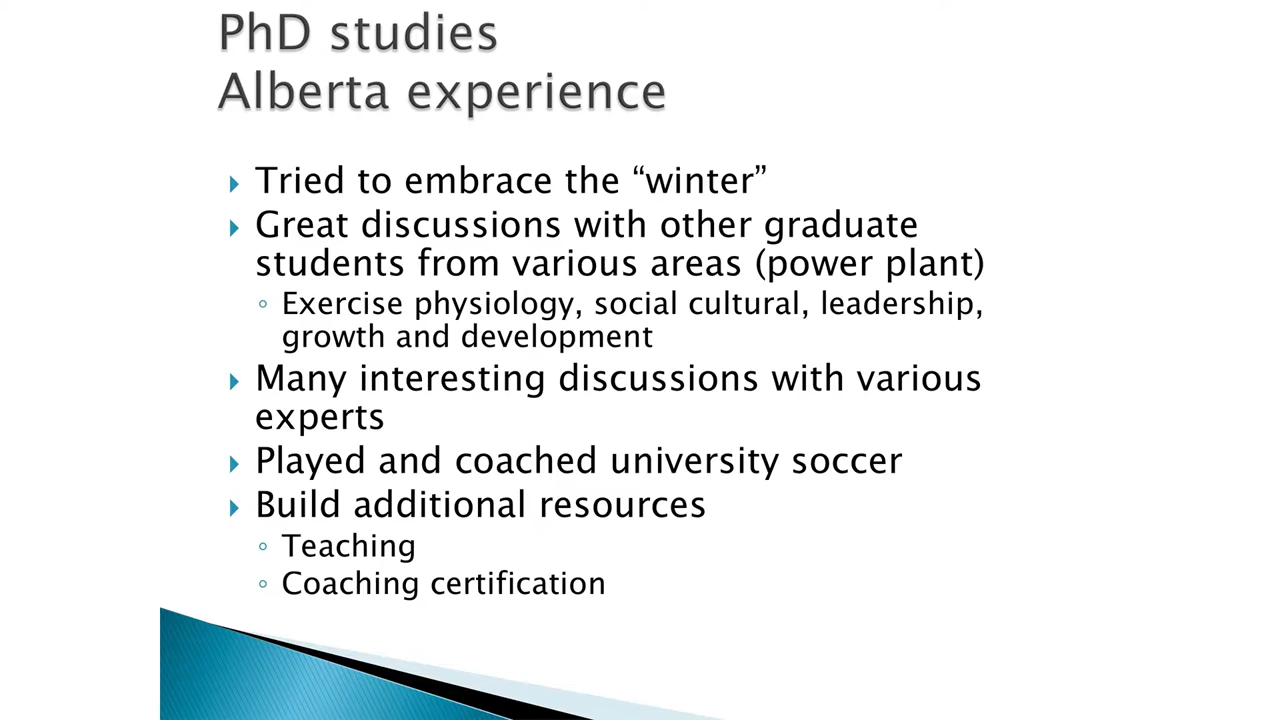 PhD studies
Alberta experience
Tried to embrace the “winter”
Great discussions with other graduate
students from various areas (power plant)
Exercise physiology, social cultural, leadership,
growth and development
Many interesting discussions with various
experts
Played and coached university soccer
Build additional resources
Teaching
Coaching certification